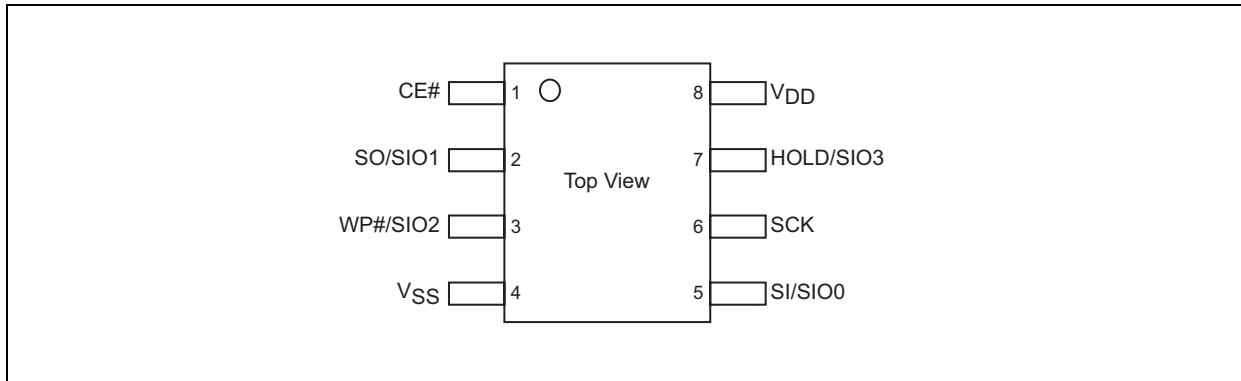 CE# 1 8 VDD
SO/SIO1 2 7 HOLD/SIO3
Top View
WP#/SIO2 3 6 SCK
VSS 4 5 SI/SIO0